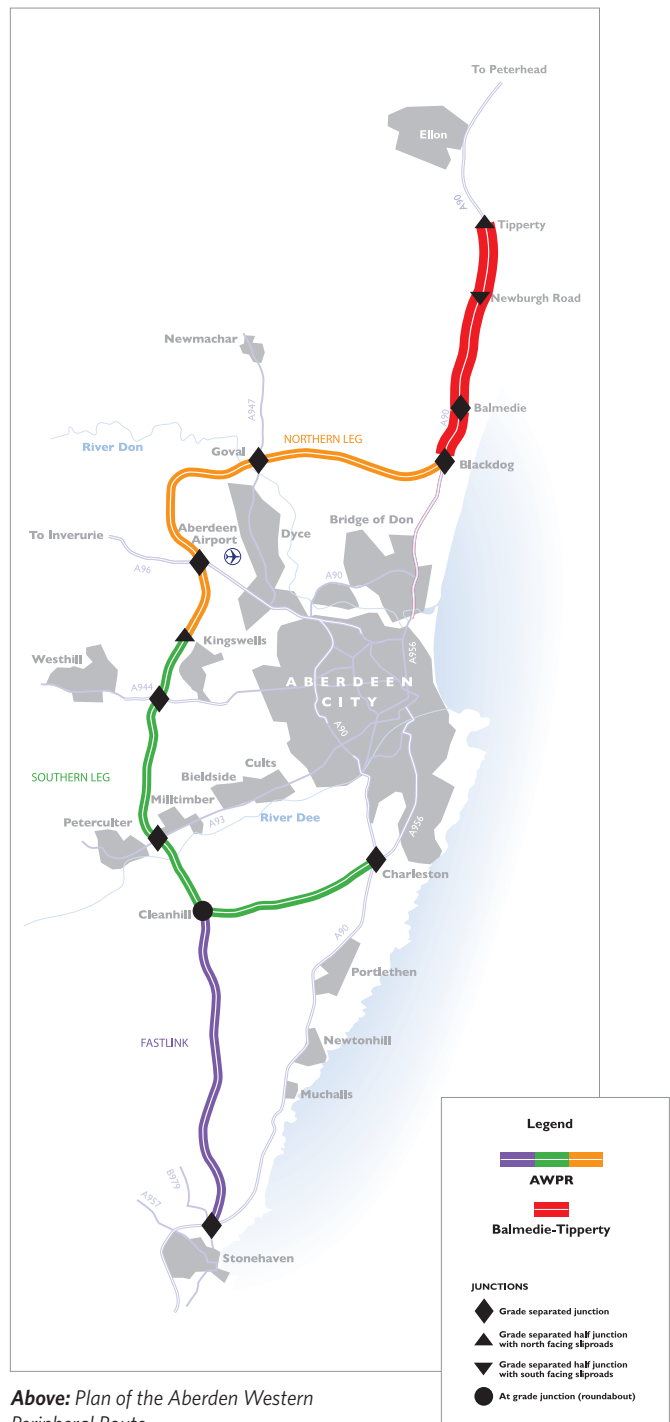 To Peterhead
Ellon
A90
Tipperty
Newburgh Road
Newmachar
A947
A90
Balmedie
River Don
NORTHERN LEG
Goval
Blackdog
Aberdeen
Airport
Dyce
Bridge of Don
To Inverurie
A96
A90
Kingswells
Westhill
A944
A956
ABERDEEN
CITY
A90
SOUTHERN LEG
Cults
Bieldside
Milltimber
Peterculter
A93
River Dee
A956
Charleston
Cleanhill
A90
Portlethen
FASTLINK
Newtonhill
Muchalls
B979
A957
Stonehaven
Legend
AWPR
Balmedie-Tipperty
JUNCTIONS
Grade separated junction
Grade separated half junction
with north facing sliproads
Grade separated half junction
with south facing sliproads
At grade junction (roundabout)
Above: Plan of the Aberden Western
Peripheral Route